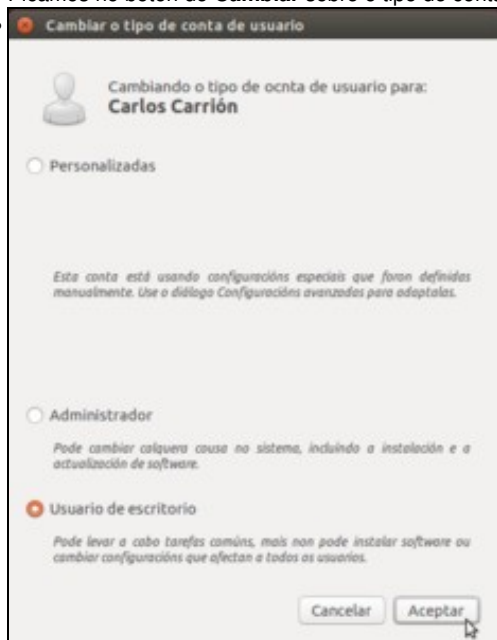 Cambiar o tipo de conta de usuario
Cambiando o tipo de ocnta de usuario para:
Carlos Carrión
Personalizadas
Esta conta está usando configuracións especiais que foron definidas
manualmente. Use o diálogo Configuracións avanzadas para adaptalas.
Administrador
Pode cambiar calquera cousa no sistema, incluíndo a instalación e a
actualización de software.
Usuario de escritorio
Pode levar a cabo tarefas comúns, mais non pode instalar software ou
cambiar configuracións que afectan a todos os usuarios.
Cancelar Aceptar